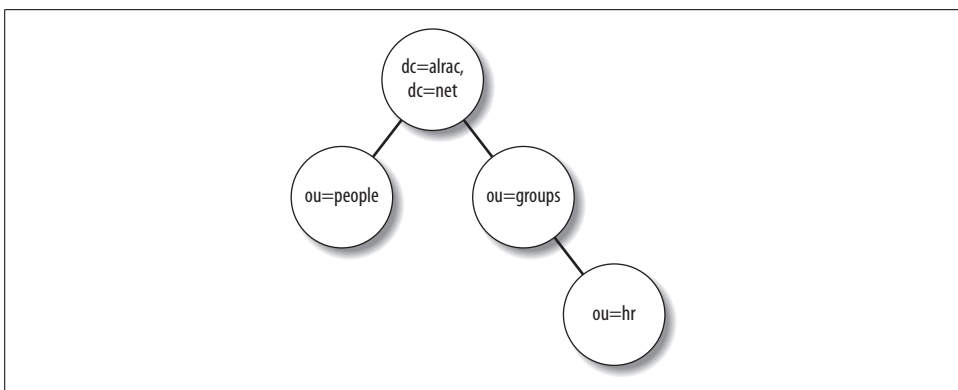 dc=alrac,
dc=net
ou=people
ou=groups
ou=hr